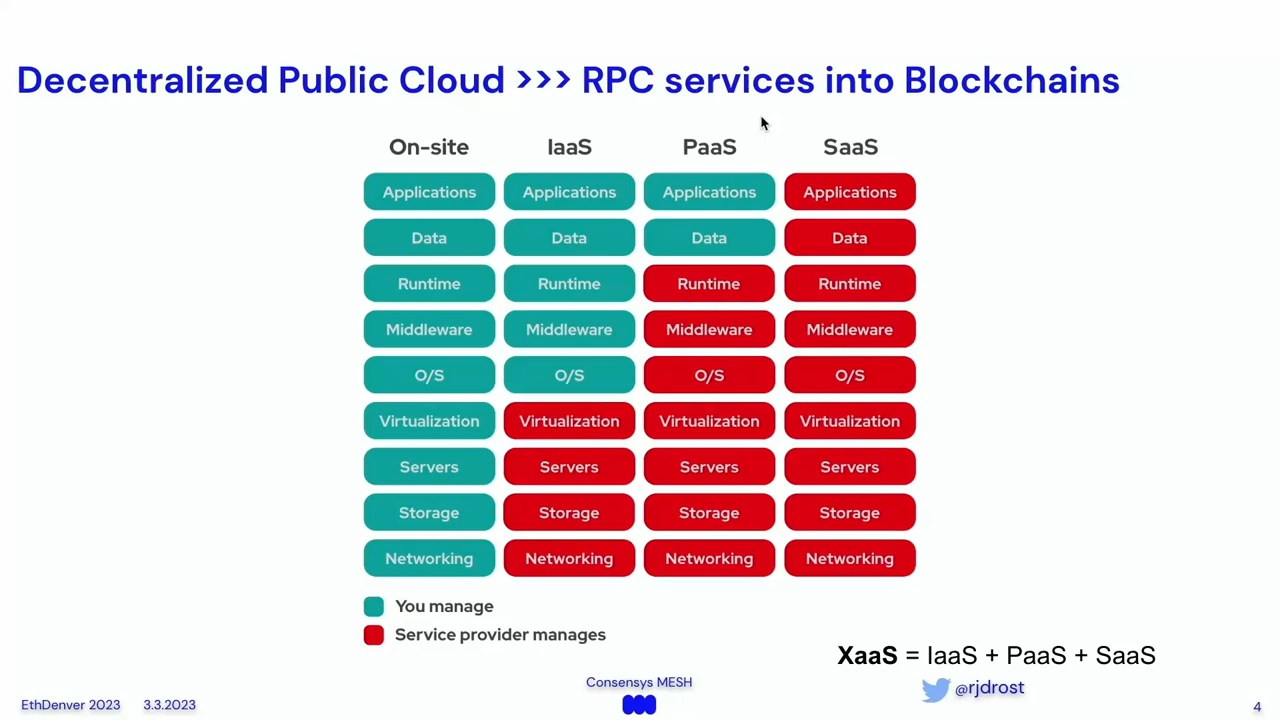 Decentralized Public Cloud >>> RPC services into Blockchains
On-site IaaS PaaS SaaS
Applications Applications Applications Applications
Data Data Data Data
Runtime Runtime Runtime Runtime
Middleware Middleware Middleware Middleware
O/S O/S O/S O/S
Virtualization Virtualization Virtualization Virtualization
Servers Servers Servers Servers
Storage Storage Storage Storage
Networking Networking Networking Networking
You manage
Service provider manages
XaaS = IaaS + PaaS + SaaS
@rjdrost
Consensys MESH
EthDenver 2023 3.3.2023
4